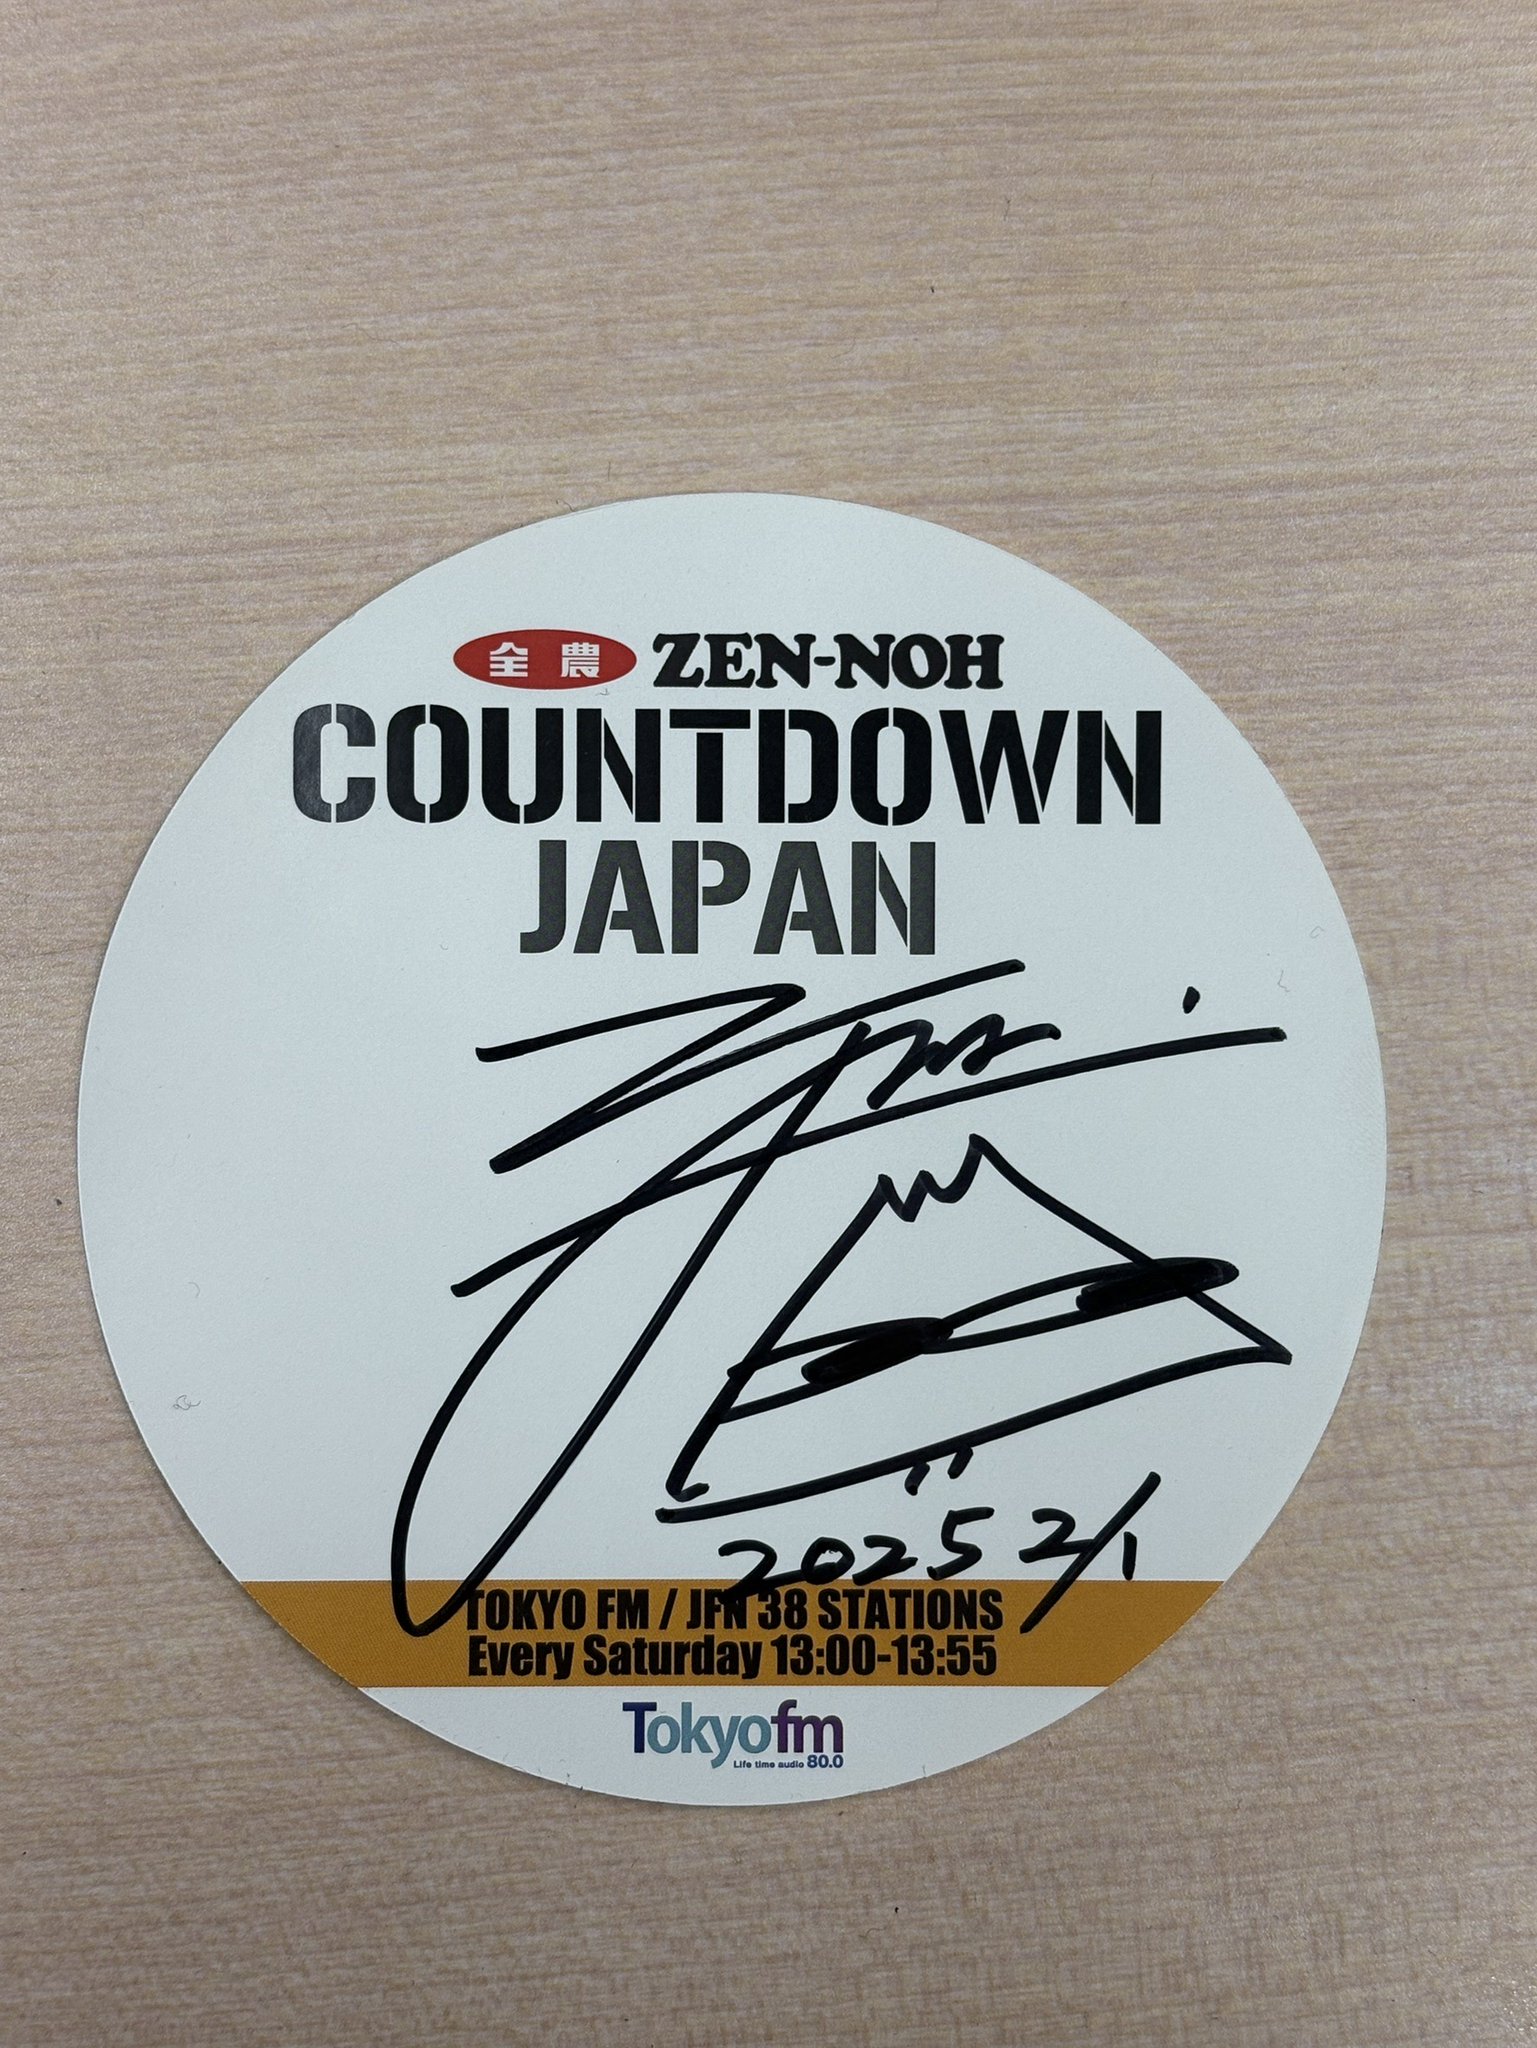 全農 ZEN-NOH
COUNTDOWN
JAPAN
2025 2/1
TOKYO FM / JFN 38 STATIONS
Every Saturday 13:00-13:55
Tokyofm
Life time audio 80.0